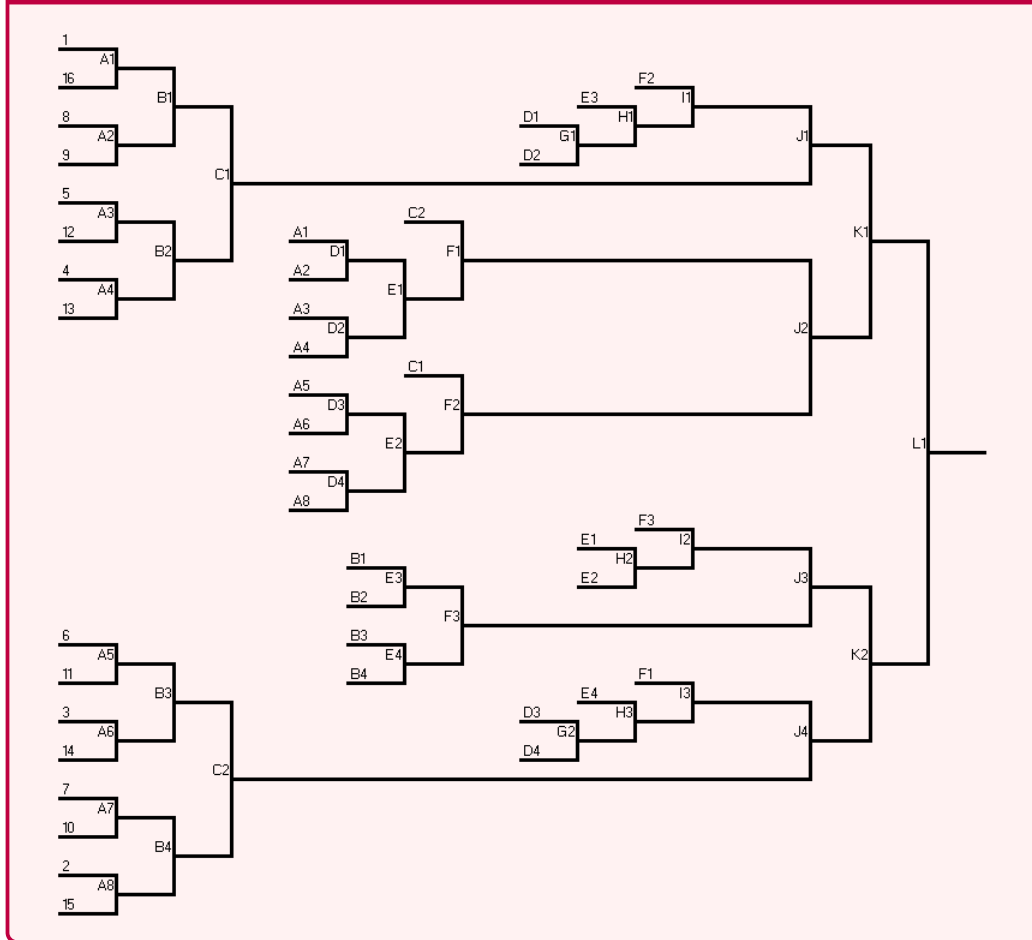 1
A1
16
B1
8
A2
9
C1
5
A3
12
B2
4
A4
13
F2
I1
E3
H1
D1
G1
D2
J1
C2
A1
D1
F1
A2
E1
A3
D2
A4
K1
J2
C1
A5
D3
F2
A6
E2
A7
D4
A8
L1
F3
I2
E1
H2
E2
J3
B1
E3
B2
F3
B3
E4
B4
K2
6
A5
11
B3
3
A6
14
C2
7
A7
10
B4
2
A8
15
F1
I3
E4
H3
D3
G2
D4
J4